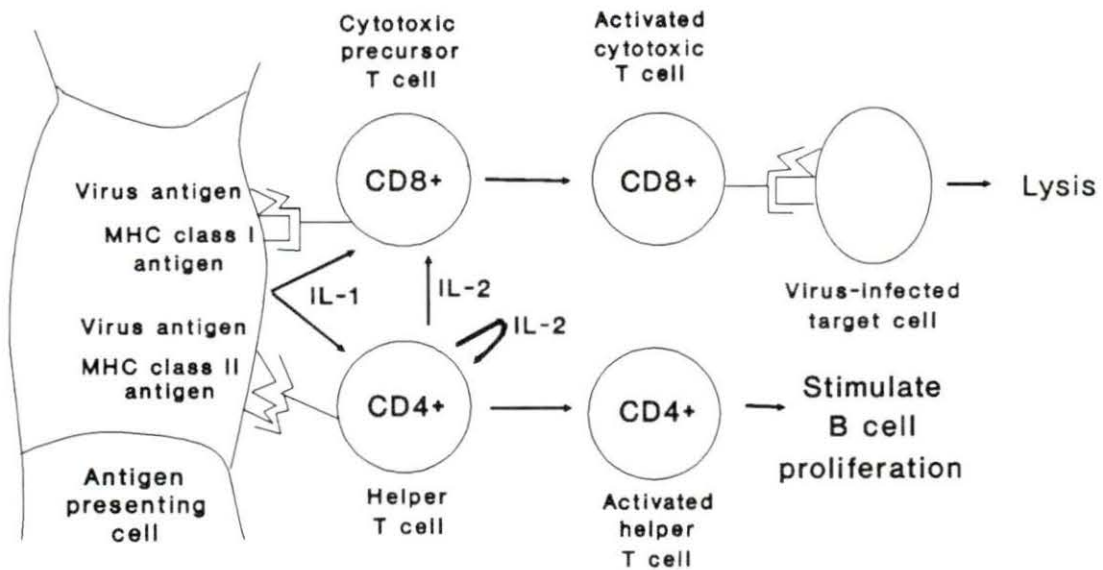 Cytotoxic
precursor
T cell
Activated
cytotoxic
T cell
CD8+
CD8+
Virus antigen
MHC class I
antigen
Lysis
IL-1
IL-2
IL-2
Virus-infected
target cell
Virus antigen
MHC class II
antigen
CD4+
CD4+
Stimulate
B cell
proliferation
Antigen
presenting
cell
Helper
T cell
Activated
helper
T cell